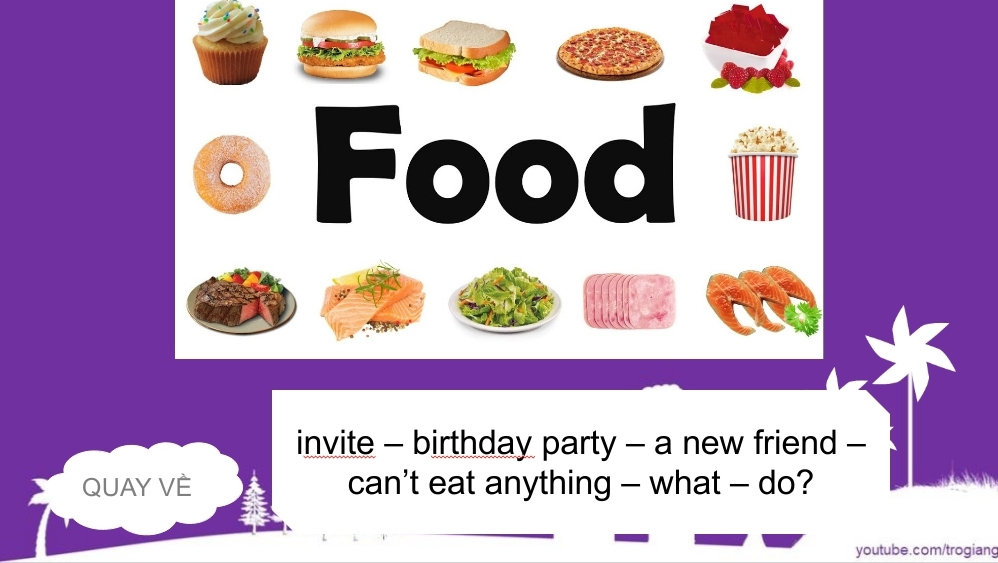 Food
invite – birthday party – a new friend –
can’t eat anything – what – do?
QUAY VỀ
youtube.com/trogiang